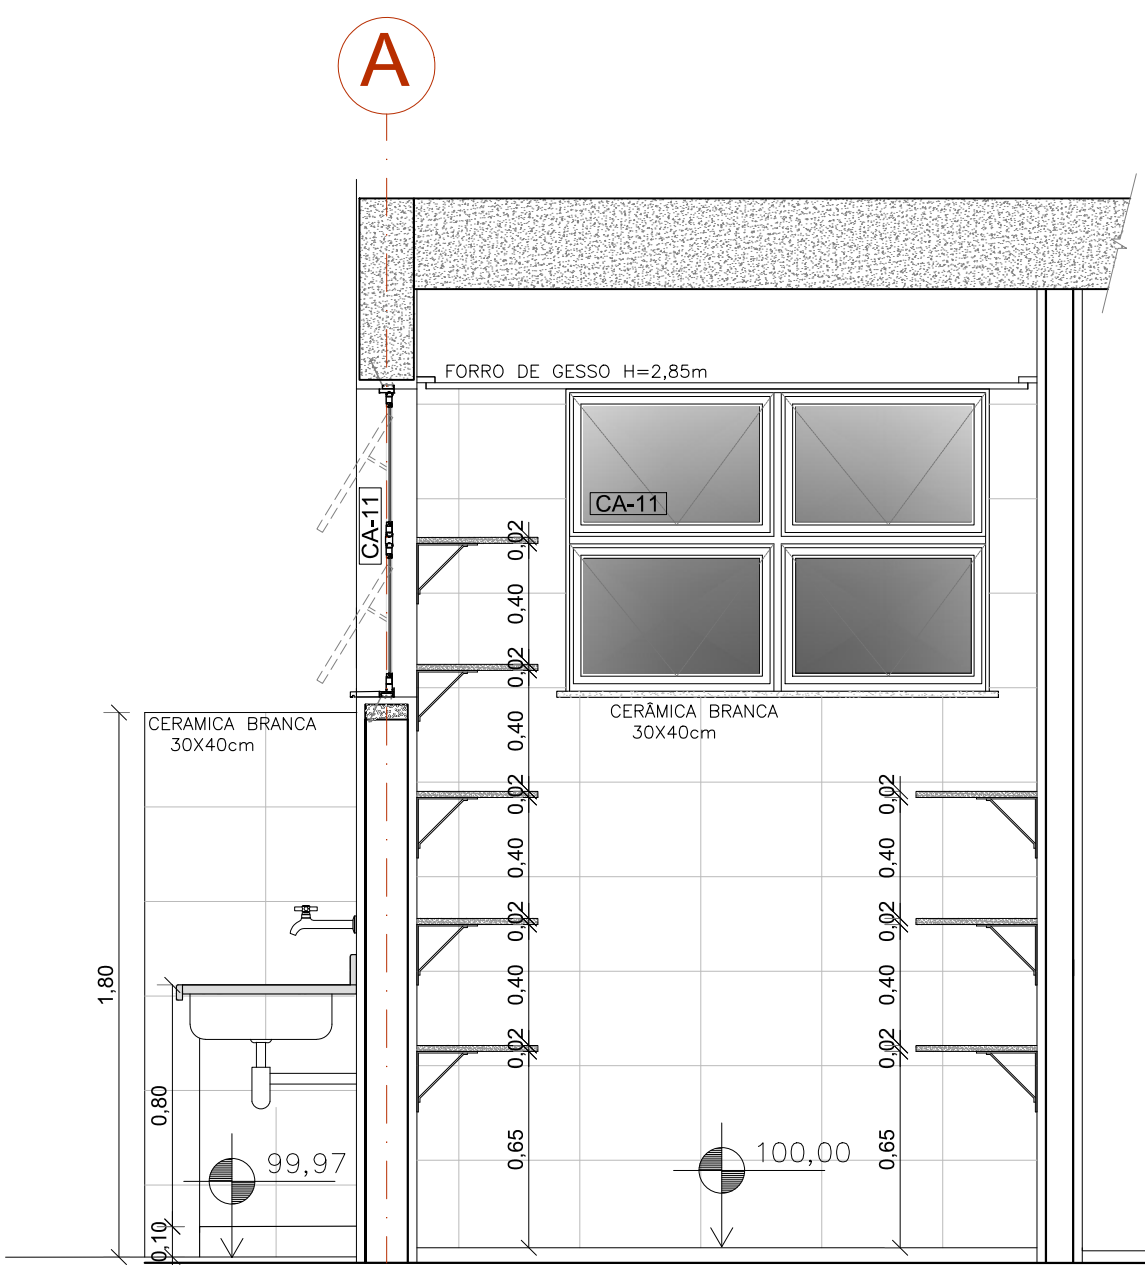 A
FORRO DE GESSO H=2,85m
CA-11
CA-11
0,02
0,40
0,02
0,40
0,02
0,40
0,02
0,40
0,02
0,65
CERAMICA BRANCA
30X40cm
CERÂMICA BRANCA
30X40cm
0,02
0,40
0,02
0,40
0,02
0,65
1,80
0,80
0,10
99,97
100,00